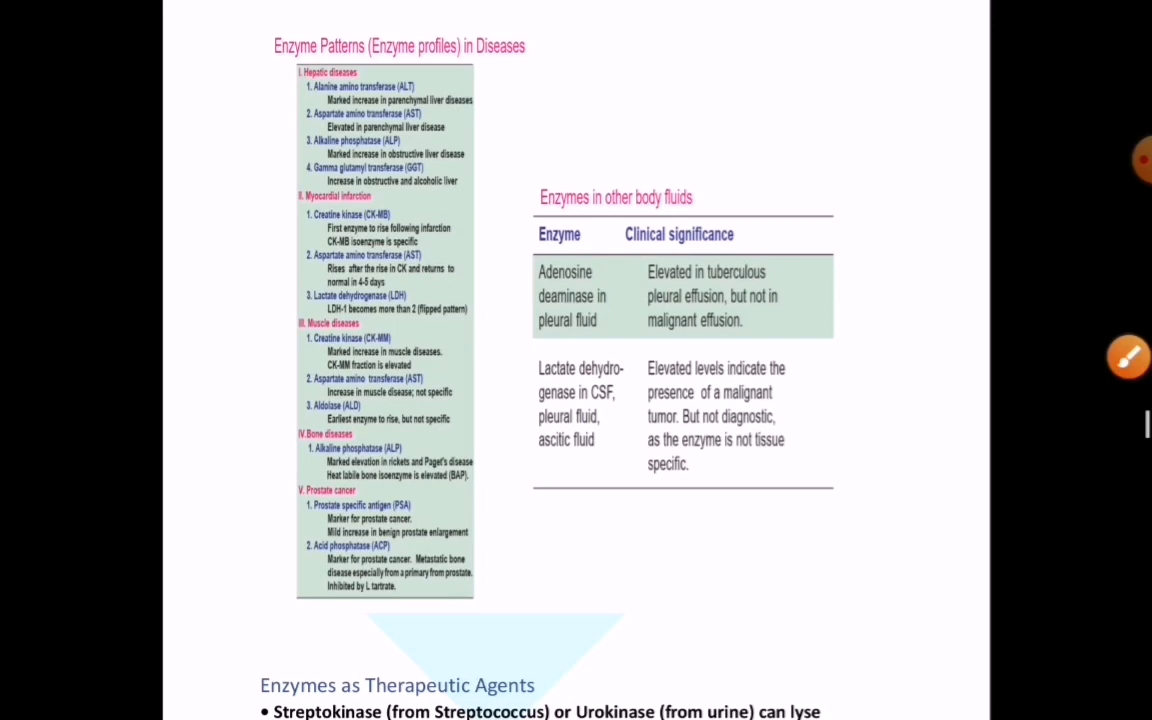 Enzyme Patterns (Enzyme profiles) in Diseases
I. Hepatic diseases
1. Alanine amino transferase (ALT)
Marked increase in parenchymal liver diseases
2. Aspartate amino transferase (AST)
Elevated in parenchymal liver disease
3. Alkaline phosphatase (ALP)
Marked increase in obstructive liver disease
4. Gamma glutamyl transferase (GGT)
Increase in obstructive and alcoholic liver
II. Myocardial infarction
1. Creatine kinase (CK-MB)
First enzyme to rise following infarction
CK-MB isoenzyme is specific
2. Aspartate amino transferase (AST)
Rises after the rise in CK and returns to
normal in 4-5 days
3. Lactate dehydrogenase (LDH)
LDH-1 becomes more than 2 (flipped pattern)
III. Muscle diseases
1. Creatine kinase (CK-MM)
Marked increase in muscle diseases.
CK-MM fraction is elevated
2. Aspartate amino transferase (AST)
Increase in muscle disease; not specific
3. Aldolase (ALD)
Earliest enzyme to rise, but not specific
IV.Bone diseases
1. Alkaline phosphatase (ALP)
Marked elevation in rickets and Paget's disease
Heat labile bone isoenzyme is elevated (BAP).
V. Prostate cancer
1. Prostate specific antigen (PSA)
Marker for prostate cancer.
Mild increase in benign prostate enlargement
2. Acid phosphatase (ACP)
Marker for prostate cancer. Metastatic bone
disease especially from a primary from prostate.
Inhibited by L tartrate.
Enzymes in other body fluids
Enzyme Clinical significance
Adenosine Elevated in tuberculous
deaminase in pleural effusion, but not in
pleural fluid malignant effusion.
Lactate dehydro- Elevated levels indicate the
genase in CSF, presence of a malignant
pleural fluid, tumor. But not diagnostic,
ascitic fluid as the enzyme is not tissue
specific.
Enzymes as Therapeutic Agents
• Streptokinase (from Streptococcus) or Urokinase (from urine) can lyse